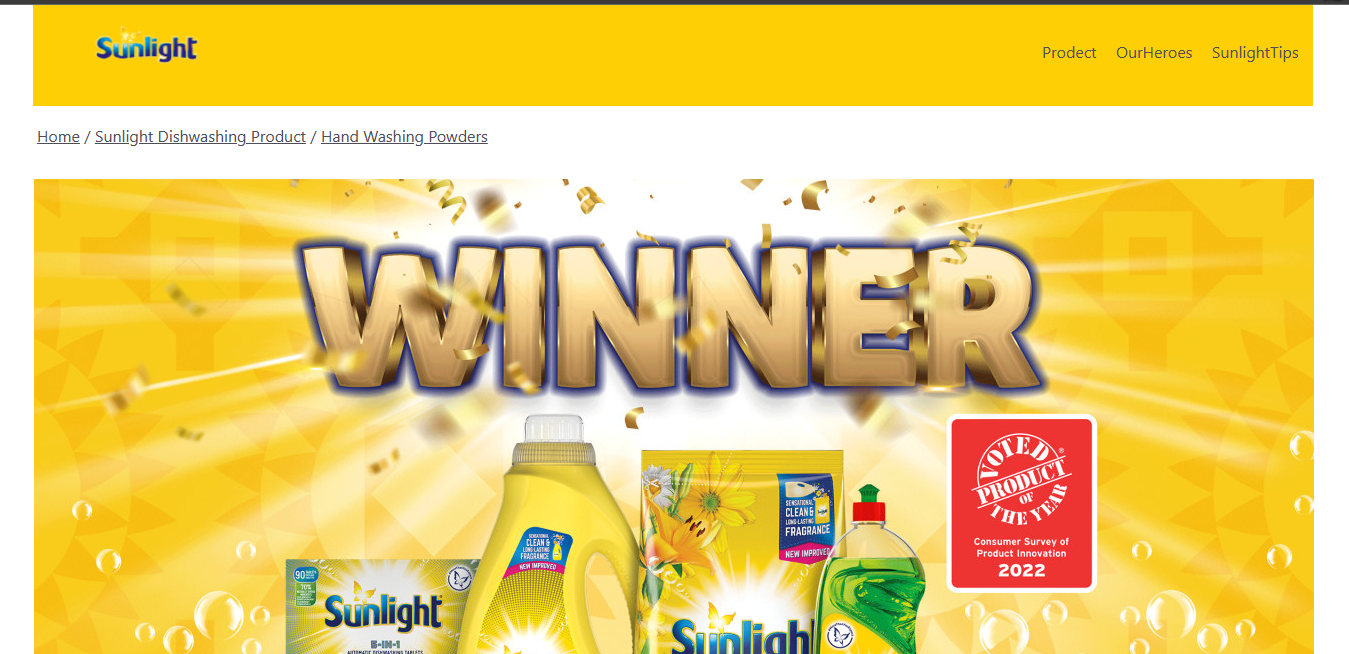 Sunlight
Prodect OurHeroes SunlightTips
Home / Sunlight Dishwashing Product / Hand Washing Powders
WINNER
VOTED
PRODUCT
OF
THE YEAR
Consumer Survey of
Product Innovation
2022
SENSATIONAL
CLEAN &
LONG-LASTING
FRAGRANCE
NEW IMPROVED
SENSATIONAL
CLEAN &
LONG-LASTING
FRAGRANCE
NEW IMPROVED
90
Sunlight
5-IN-1
AUTOMATIC DISHWASHING TABLETS
Sunligh